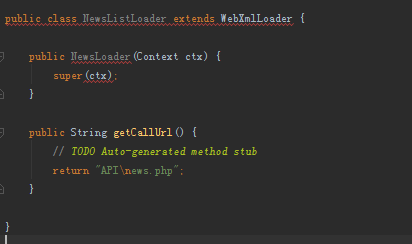 public class NewsListLoader extends WebXmlLoader {
public NewsLoader(Context ctx) {
super(ctx);
}
public String getCallUrl() {
// TODO Auto-generated method stub
return "API\news.php";
}
}